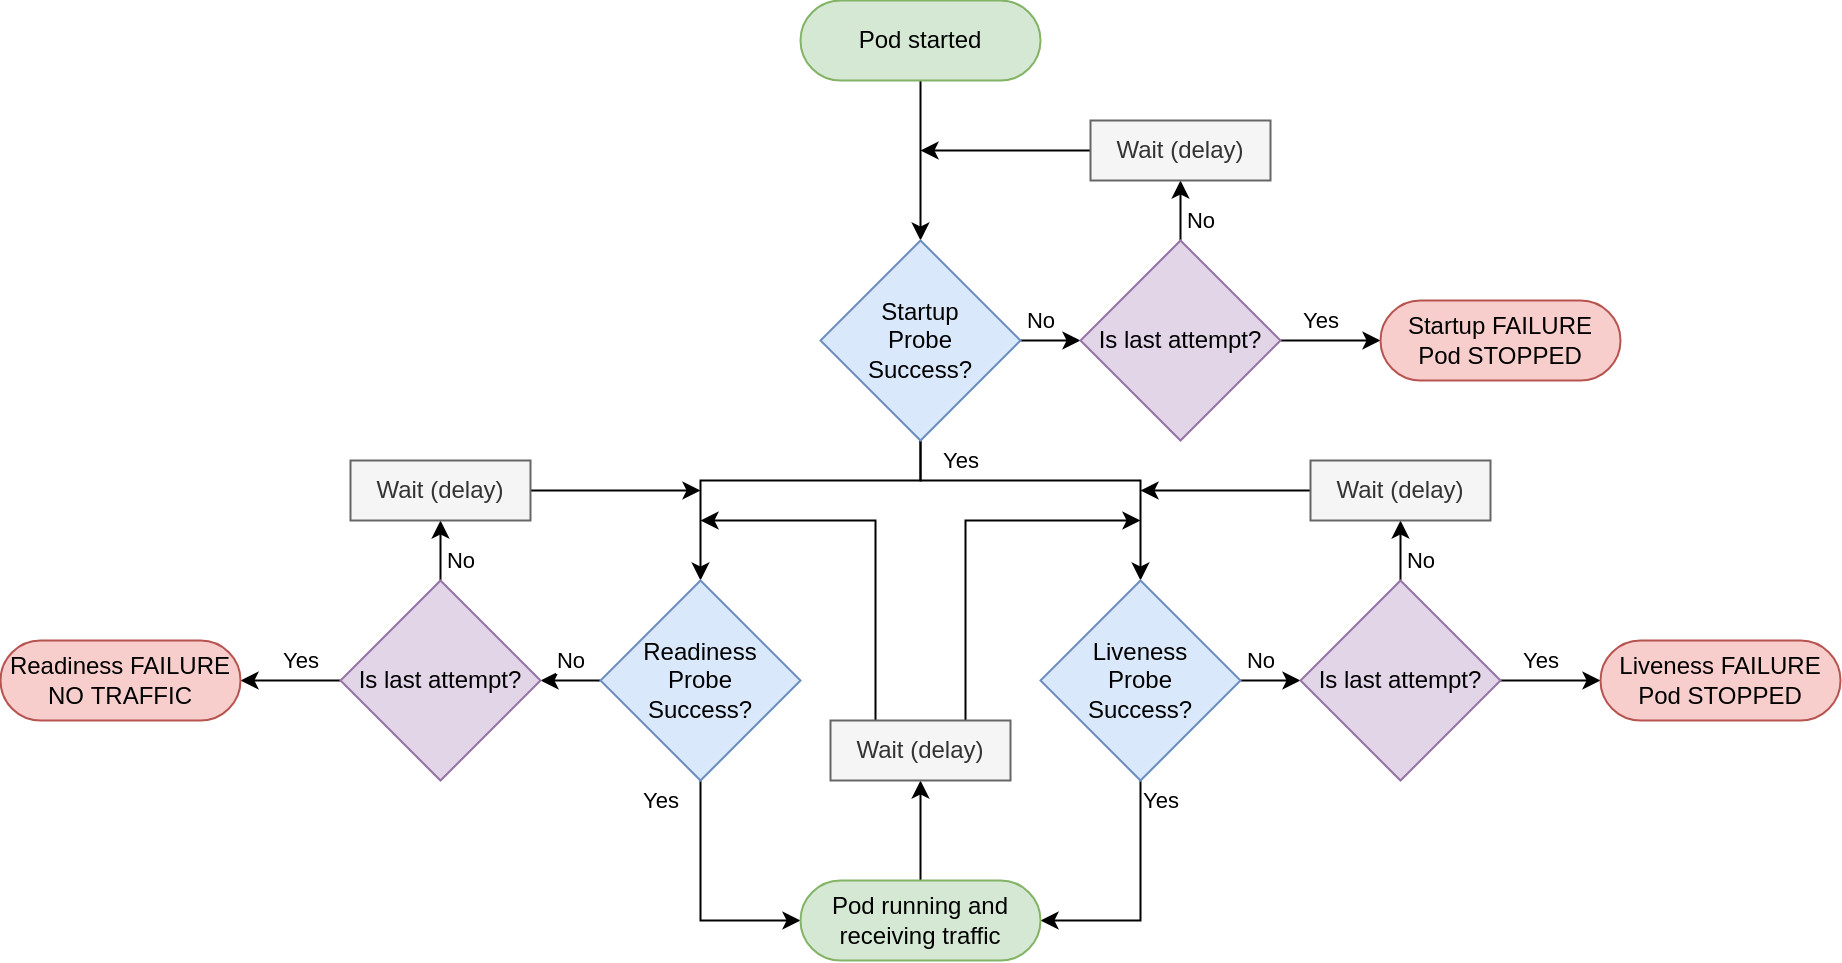 Pod started
Wait (delay)
No
Startup
Probe
Success?
No
Is last attempt?
Yes
Startup FAILURE
Pod STOPPED
Yes
Wait (delay)
Wait (delay)
No
No
Readiness FAILURE
NO TRAFFIC
Yes
Is last attempt?
No
Readiness
Probe
Success?
Liveness
Probe
Success?
No
Is last attempt?
Yes
Liveness FAILURE
Pod STOPPED
Wait (delay)
Yes
Yes
Pod running and
receiving traffic